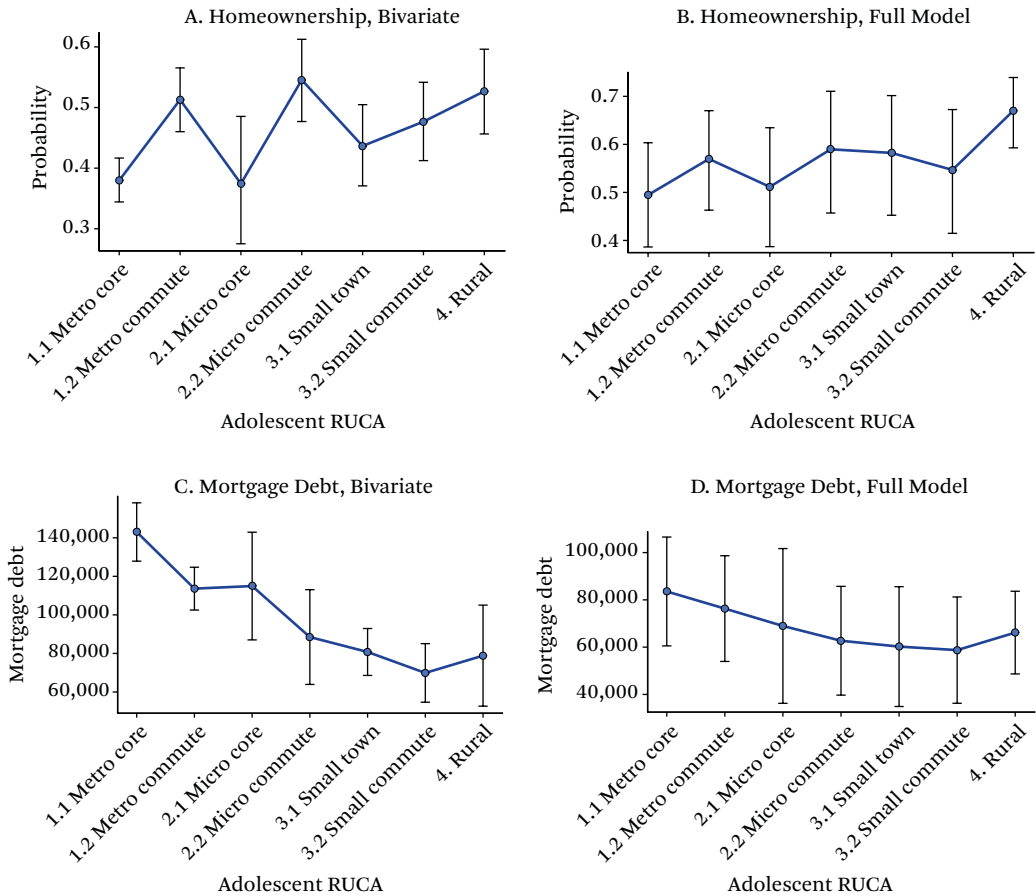 A. Homeownership, Bivariate
Probability
0.6
0.5
0.4
0.3
1.1 Metro core
1.2 Metro commute
2.1 Micro core
2.2 Micro commute
3.1 Small town
3.2 Small commute
4. Rural
Adolescent RUCA
B. Homeownership, Full Model
Probability
0.7
0.6
0.5
0.4
1.1 Metro core
1.2 Metro commute
2.1 Micro core
2.2 Micro commute
3.1 Small town
3.2 Small commute
4. Rural
Adolescent RUCA
C. Mortgage Debt, Bivariate
Mortgage debt
140,000
120,000
100,000
80,000
60,000
1.1 Metro core
1.2 Metro commute
2.1 Micro core
2.2 Micro commute
3.1 Small town
3.2 Small commute
4. Rural
Adolescent RUCA
D. Mortgage Debt, Full Model
Mortgage debt
100,000
80,000
60,000
40,000
1.1 Metro core
1.2 Metro commute
2.1 Micro core
2.2 Micro commute
3.1 Small town
3.2 Small commute
4. Rural
Adolescent RUCA